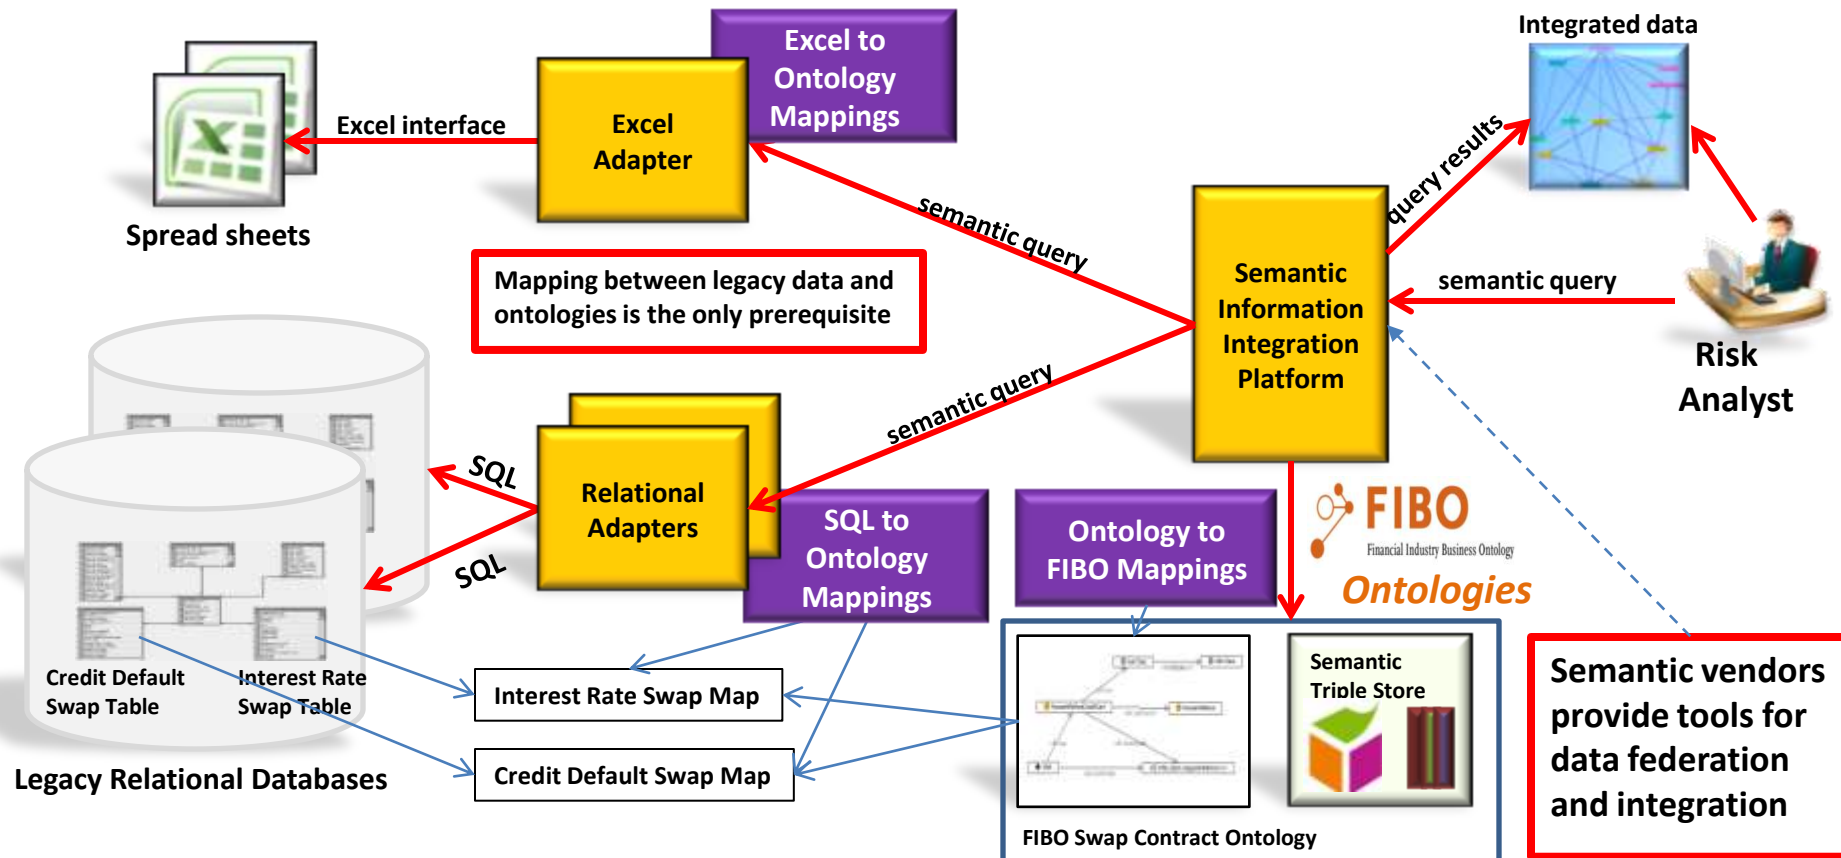 Integrated data
Excel to
Ontology
Mappings
Excel interface
Excel
Adapter
query results
Spread sheets
semantic query
Mapping between legacy data and
ontologies is the only prerequisite
Semantic
Information
Integration
Platform
semantic query
Risk
Analyst
semantic query
SQL
SQL
Relational
Adapters
SQL to
Ontology
Mappings
Ontology to
FIBO Mappings
FIBO
Financial Industry Business Ontology
Ontologies
Credit Default
Swap Table
Interest Rate
Swap Table
Interest Rate Swap Map
Credit Default Swap Map
Legacy Relational Databases
Semantic
Triple Store
FIBO Swap Contract Ontology
Semantic vendors
provide tools for
data federation
and integration